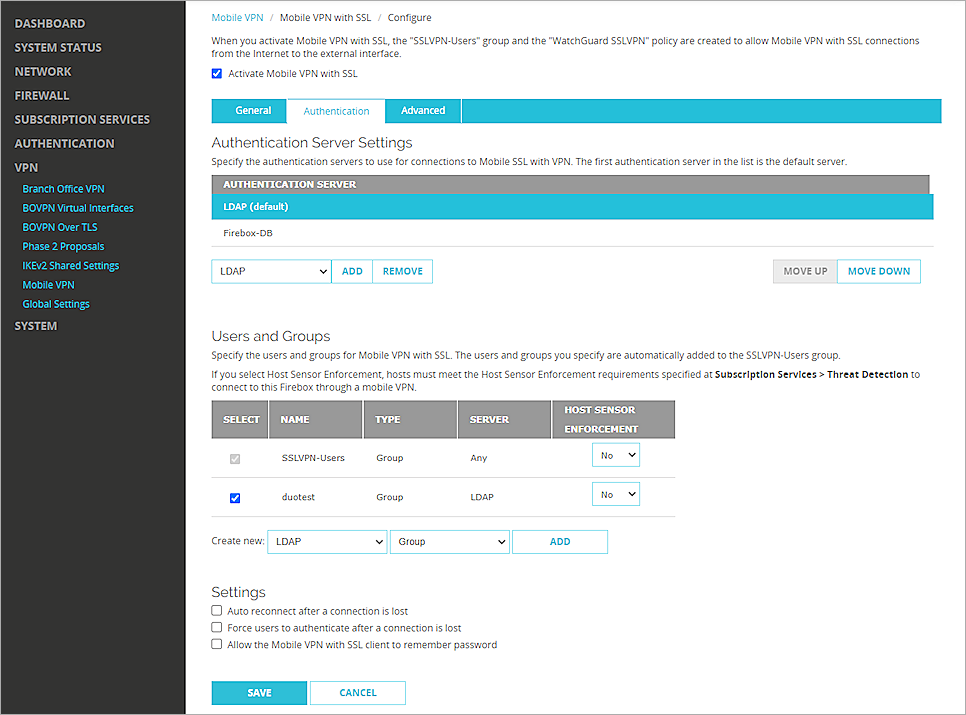 DASHBOARD
SYSTEM STATUS
NETWORK
FIREWALL
SUBSCRIPTION SERVICES
AUTHENTICATION
VPN
Branch Office VPN
BOVPN Virtual Interfaces
BOVPN Over TLS
Phase 2 Proposals
IKEv2 Shared Settings
Mobile VPN
Global Settings
SYSTEM
Mobile VPN / Mobile VPN with SSL / Configure
When you activate Mobile VPN with SSL, the "SSLVPN-Users" group and the "WatchGuard SSLVPN" policy are created to allow Mobile VPN with SSL connections
from the Internet to the external interface.
Activate Mobile VPN with SSL
General Authentication Advanced
Authentication Server Settings
Specify the authentication servers to use for connections to Mobile SSL with VPN. The first authentication server in the list is the default server.
AUTHENTICATION SERVER
LDAP (default)
Firebox-DB
LDAP ADD REMOVE MOVE UP MOVE DOWN
Users and Groups
Specify the users and groups for Mobile VPN with SSL. The users and groups you specify are automatically added to the SSLVPN-Users group.
If you select Host Sensor Enforcement, hosts must meet the Host Sensor Enforcement requirements specified at Subscription Services > Threat Detection to
connect to this Firebox through a mobile VPN.
SELECT NAME TYPE SERVER HOST SENSOR
ENFORCEMENT
SSLVPN-Users Group Any No
duotest Group LDAP No
Create new: LDAP Group ADD
Settings
Auto reconnect after a connection is lost
Force users to authenticate after a connection is lost
Allow the Mobile VPN with SSL client to remember password
SAVE CANCEL